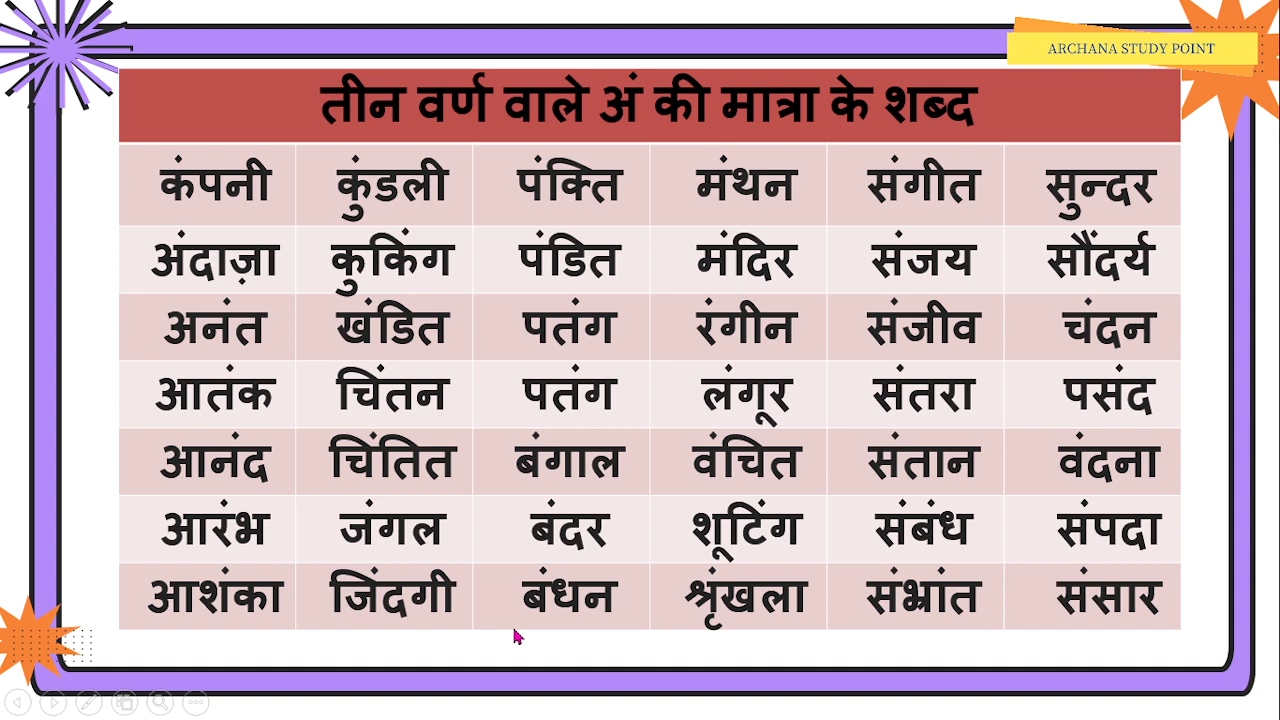 ARCHANA STUDY POINT
तीन वर्ण वाले अं की मात्रा के शब्द
कंपनी कुंडली पंक्ति मंथन संगीत सुन्दर
अंदाज़ा कुकिंग पंडित मंदिर संजय सौंदर्य
अनंत खंडित पतंग रंगीन संजीव चंदन
आतंक चिंतन पतंग लंगूर संतरा पसंद
आनंद चिंतित बंगाल वंचित संतान वंदना
आरंभ जंगल बंदर शूटिंग संबंध संपदा
आशंका जिंदगी बंधन श्रृंखला संभ्रांत संसार